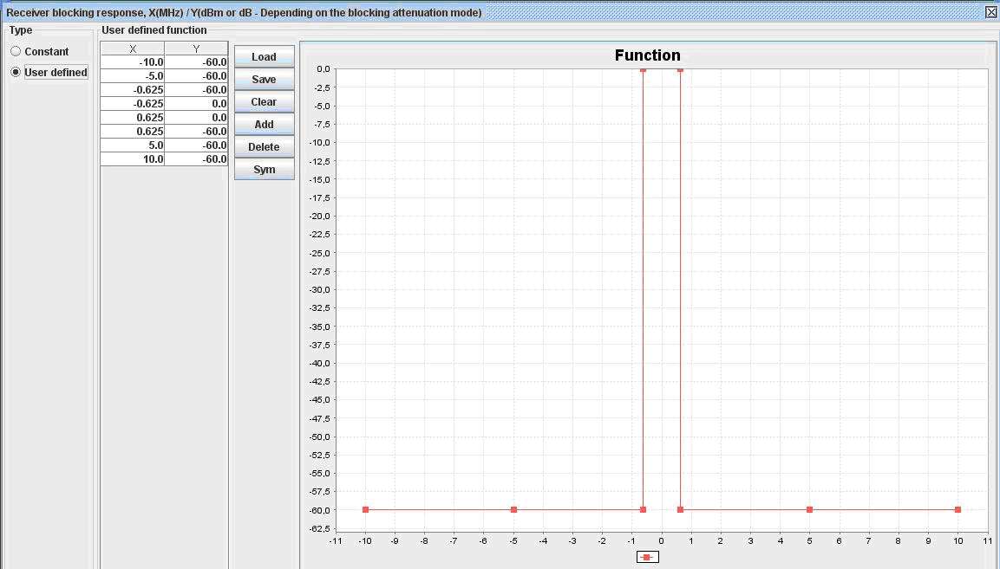 Receiver blocking response, X(MHz) / Y(dBm or dB - Depending on the blocking attenuation mode)
Type
Constant
User defined
User defined function
X Y
-10.0 -60.0
-5.0 -60.0
-0.625 -60.0
-0.625 0.0
0.625 0.0
0.625 -60.0
5.0 -60.0
10.0 -60.0
Load
Save
Clear
Add
Delete
Sym
Function
0,0
-2,5
-5,0
-7,5
-10,0
-12,5
-15,0
-17,5
-20,0
-22,5
-25,0
-27,5
-30,0
-32,5
-35,0
-37,5
-40,0
-42,5
-45,0
-47,5
-50,0
-52,5
-55,0
-57,5
-60,0
-62,5
-11 -10 -9 -8 -7 -6 -5 -4 -3 -2 -1 0 1 2 3 4 5 6 7 8 9 10 11